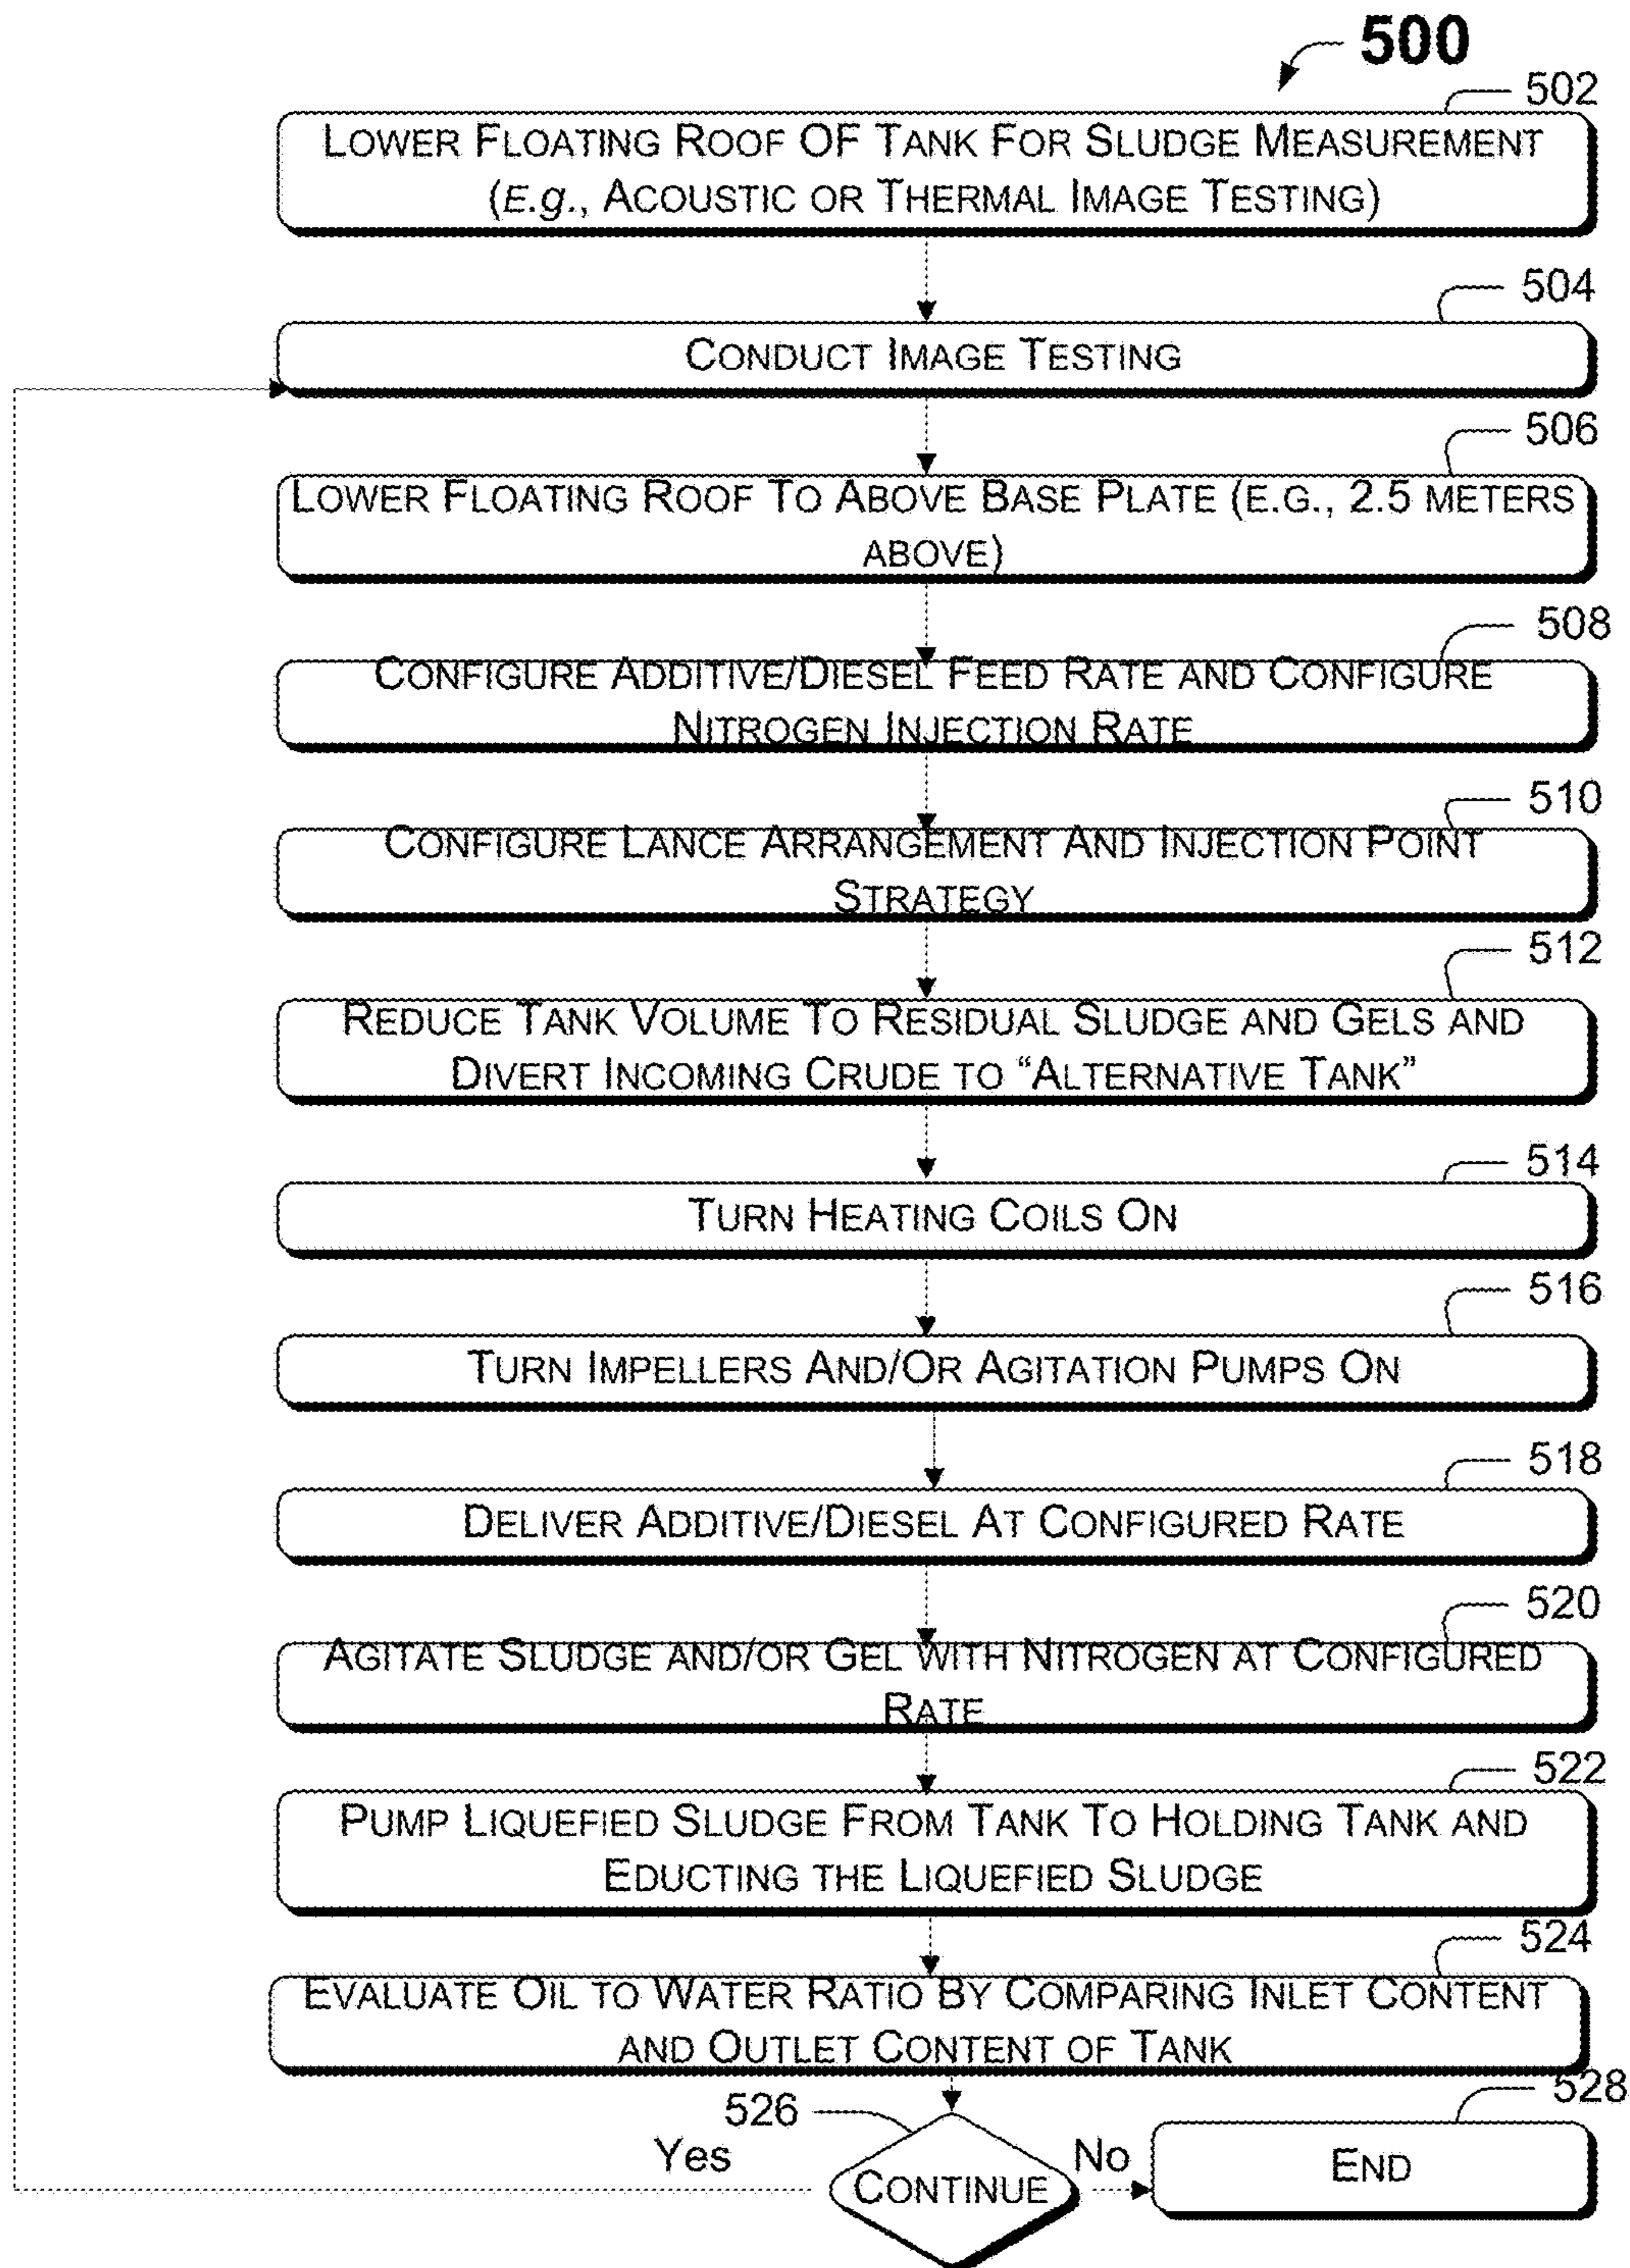 500
502
LOWER FLOATING ROOF OF TANK FOR SLUDGE MEASUREMENT
(E.g., ACOUSTIC OR THERMAL IMAGE TESTING)
504
CONDUCT IMAGE TESTING
506
LOWER FLOATING ROOF TO ABOVE BASE PLATE (E.G., 2.5 METERS
ABOVE)
508
CONFIGURE ADDITIVE/DIESEL FEED RATE AND CONFIGURE
NITROGEN INJECTION RATE
510
CONFIGURE LANCE ARRANGEMENT AND INJECTION POINT
STRATEGY
512
REDUCE TANK VOLUME TO RESIDUAL SLUDGE AND GELS AND
DIVERT INCOMING CRUDE TO “ALTERNATIVE TANK”
514
TURN HEATING COILS ON
516
TURN IMPELLERS AND/OR AGITATION PUMPS ON
518
DELIVER ADDITIVE/DIESEL AT CONFIGURED RATE
520
AGITATE SLUDGE AND/OR GEL WITH NITROGEN AT CONFIGURED
RATE
522
PUMP LIQUEFIED SLUDGE FROM TANK TO HOLDING TANK AND
EDUCTING THE LIQUEFIED SLUDGE
524
EVALUATE OIL TO WATER RATIO BY COMPARING INLET CONTENT
AND OUTLET CONTENT OF TANK
526
528
Yes
CONTINUE
No
END